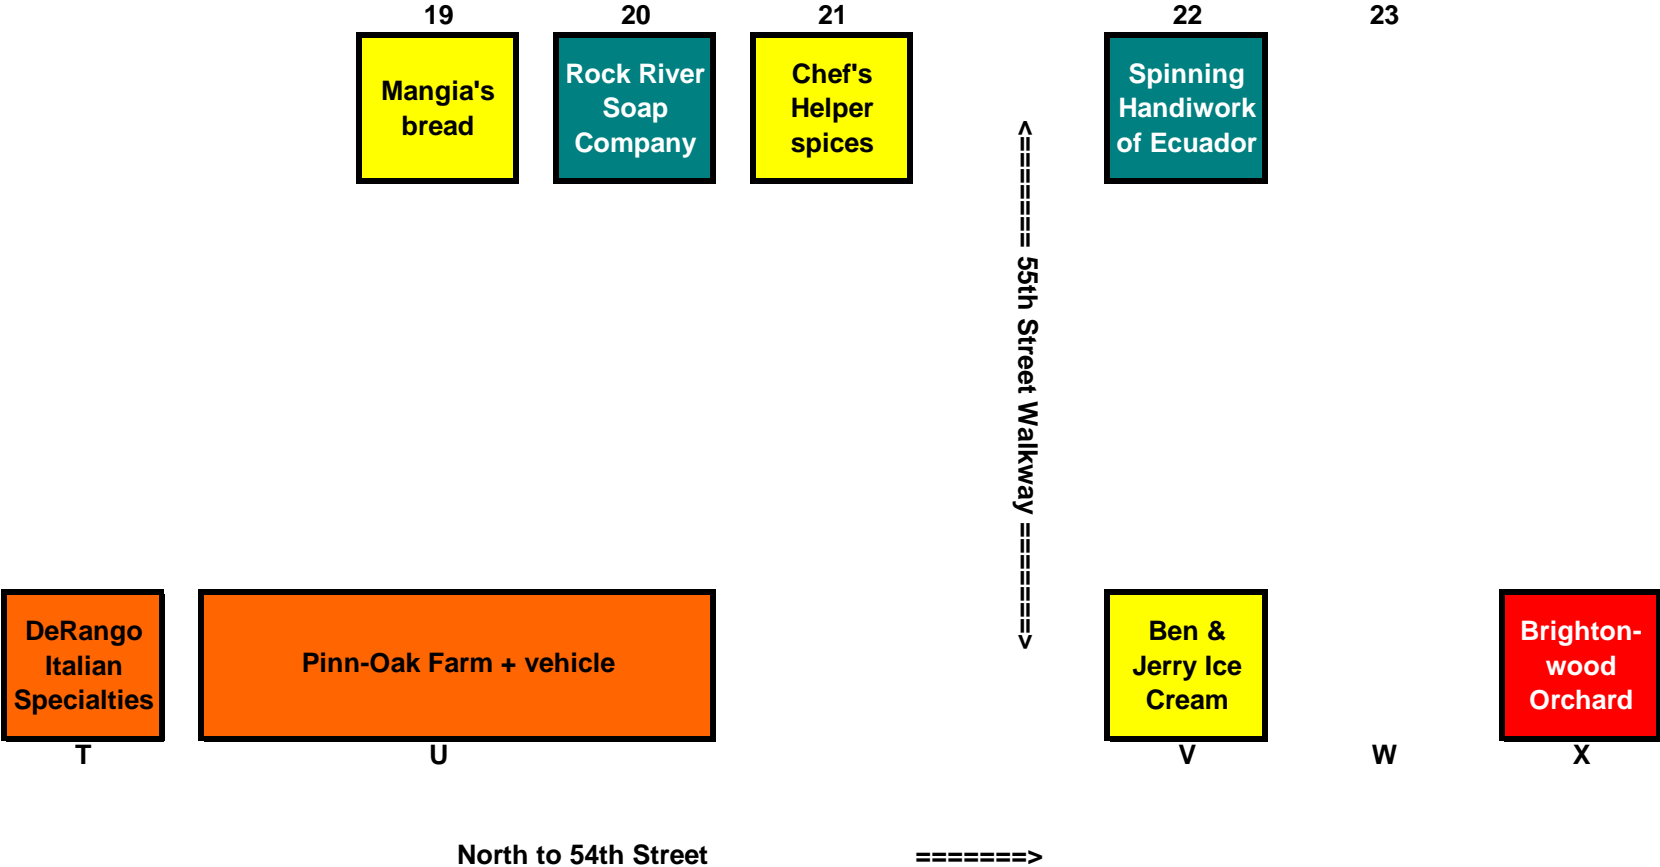 19 20 21 22 23
Mangia's
bread
Rock River
Soap
Company
Chef's
Helper
spices
Spinning
Handiwork
of Ecuador
<======== 55th Street Walkway ========>
DeRango
Italian
Specialties
Pinn-Oak Farm + vehicle
Ben &
Jerry Ice
Cream
Brighton-
wood
Orchard
T U V W X
North to 54th Street =======>